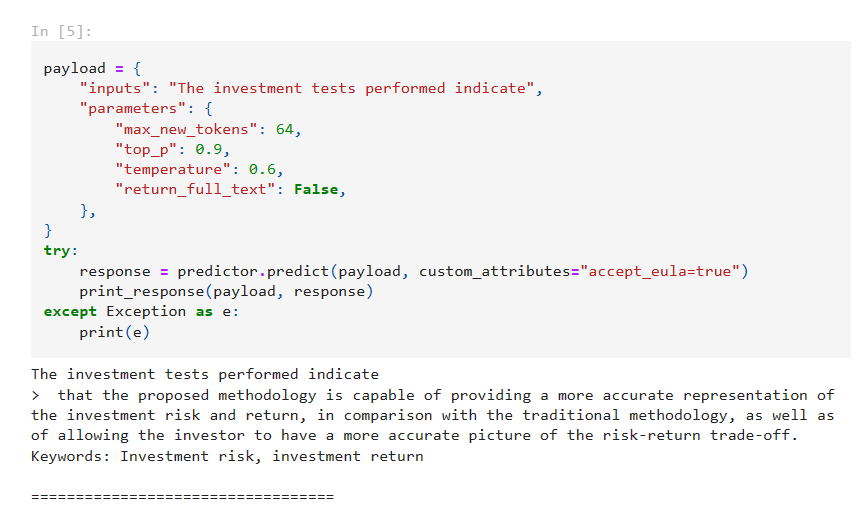 In [5]:
payload = {
    "inputs": "The investment tests performed indicate",
    "parameters": {
        "max_new_tokens": 64,
        "top_p": 0.9,
        "temperature": 0.6,
        "return_full_text": False,
    },
}
try:
    response = predictor.predict(payload, custom_attributes="accept_eula=true")
    print_response(payload, response)
except Exception as e:
    print(e)
The investment tests performed indicate
>  that the proposed methodology is capable of providing a more accurate representation of
the investment risk and return, in comparison with the traditional methodology, as well as
of allowing the investor to have a more accurate picture of the risk-return trade-off.
Keywords: Investment risk, investment return
==================================